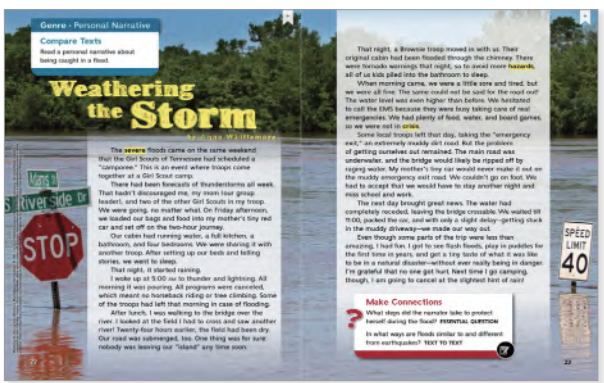 Genre • Personal Narrative
Compare Texts
Read a personal narrative about
being caught in a flood.
Weathering
the Storm
by Anna Whittemore
The severe floods came on the same weekend
that the Girl Scouts of Tennessee had scheduled a
"camporee." This is an event where troops come
together at a Girl Scout camp.
There had been forecasts of thunderstorms all week.
That hadn't discouraged me, my mom (our group
leader), and two of the other Girl Scouts in my troop.
We were going, no matter what. On Friday afternoon,
we loaded our bags and food into my mother's tiny red
car and set off on the two-hour journey.
Our cabin had running water, a full kitchen, a
bathroom, and four bedrooms. We were sharing it with
another troop. After setting up our beds and telling
stories, we went to sleep.
That night, it started raining.
I woke up at 5:00 AM to thunder and lightning. All
morning it was pouring. All programs were canceled,
which meant no horseback riding or tree climbing. Some
of the troops had left that morning in case of flooding.
After lunch, I was walking to the bridge over the
river. I looked at the field I had to cross and saw another
river! Twenty-four hours earlier, the field had been dry.
Our road was submerged, too. One thing was for sure:
nobody was leaving our "island" any time soon.
Riverside Dr
STOP
22
That night, a Brownie troop moved in with us. Their
original cabin had been flooded through the chimney. There
were tornado warnings that night, so to avoid more hazards,
all of us kids piled into the bathroom to sleep.
When morning came, we were a little sore and tired, but
we were all fine. The same could not be said for the road out!
The water level was even higher than before. We hesitated
to call the EMS because they were busy taking care of real
emergencies. We had plenty of food, water, and board games,
so we were not in crisis.
Some local troops left that day, taking the "emergency
exit," an extremely muddy dirt road. But the problem
of getting ourselves out remained. The main road was
underwater, and the bridge would likely be ripped off by
raging water. My mother's tiny car would never make it on
the muddy emergency exit road. We couldn't go on foot. We
had to accept that we would have to stay another night and
miss school and work.
The next day brought great news. The water had
completely receded, leaving the bridge crossable. We waited till
11:00, packed the car, and with only a slight delay—getting stuck
in the muddy driveway—we made our way out.
Even though some parts of the trip were less than
amazing, I had fun. I got to see flash floods, play in puddles for
the first time in years, and get a tiny taste of what it was like
to be in a natural disaster—without ever really being in danger.
I'm grateful that no one got hurt. Next time I go camping,
though, I am going to cancel at the slightest hint of rain!
Make Connections
What steps did the narrator take to protect
herself during the flood? ESSENTIAL QUESTION
In what ways are floods similar to and different
from earthquakes? TEXT TO TEXT
SPEED
LIMIT
40
23